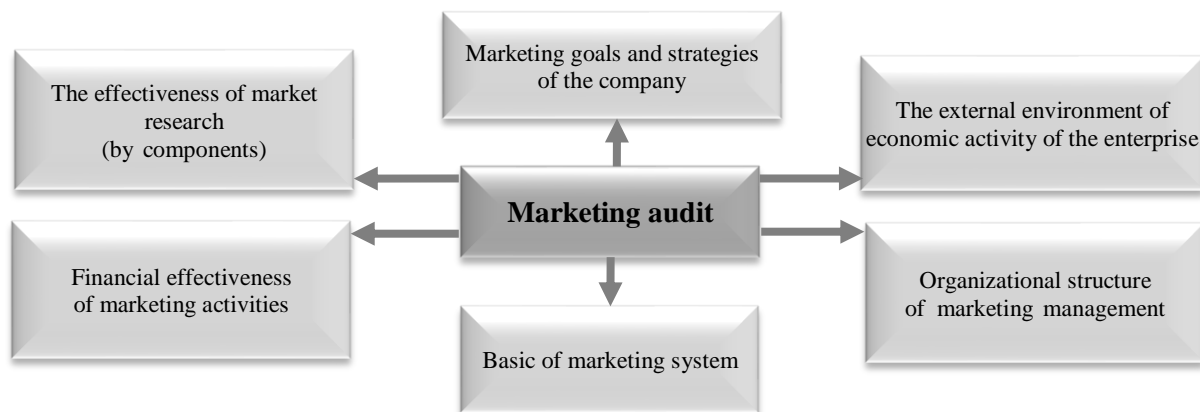 Marketing goals and strategies
of the company
The effectiveness of market
research
(by components)
The external environment of
economic activity of the enterprise
Marketing audit
Financial effectiveness
of marketing activities
Organizational structure
of marketing management
Basic of marketing system